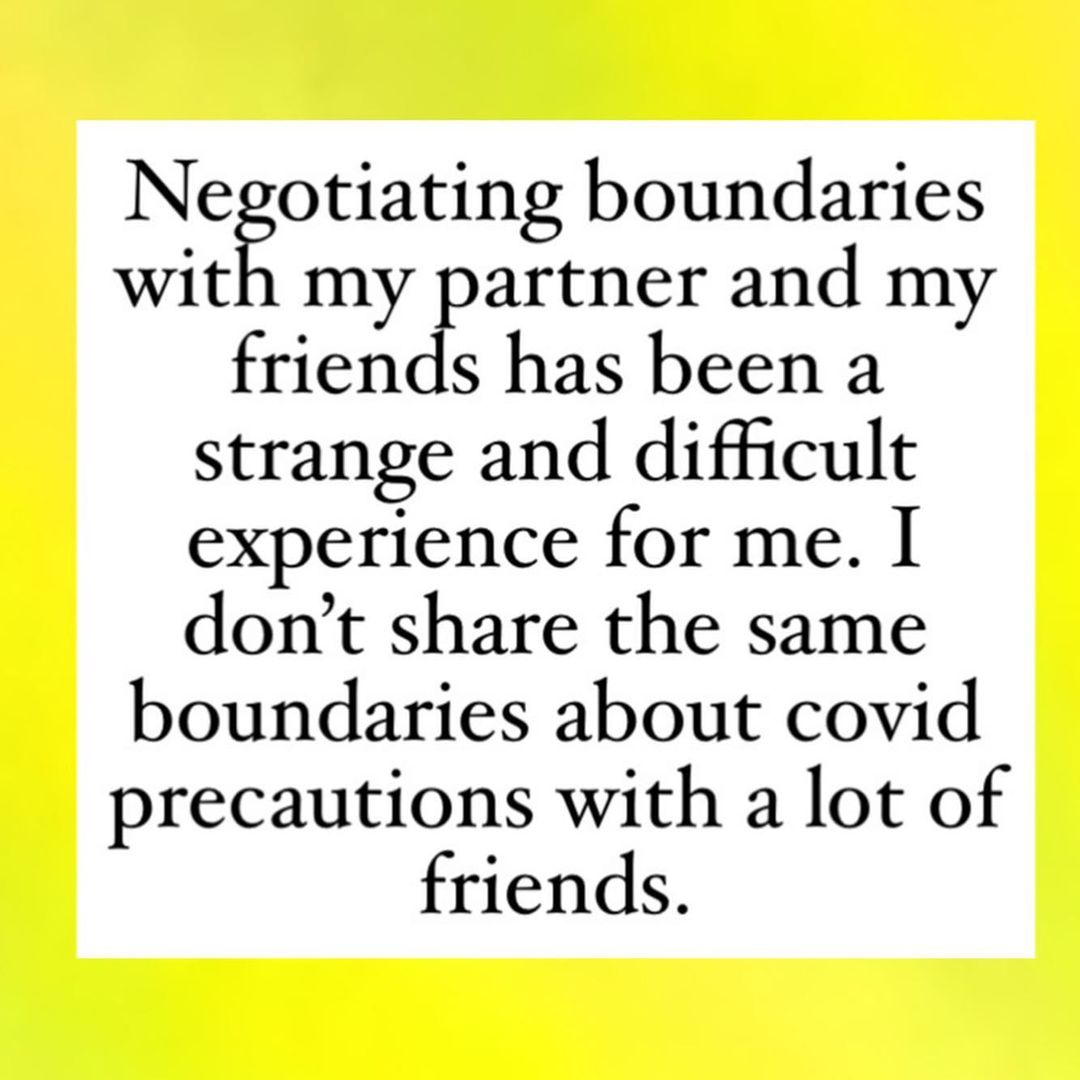 Negotiating boundaries
with my partner and my
friends has been a
strange and difficult
experience for me. I
don’t share the same
boundaries about covid
precautions with a lot of
friends.